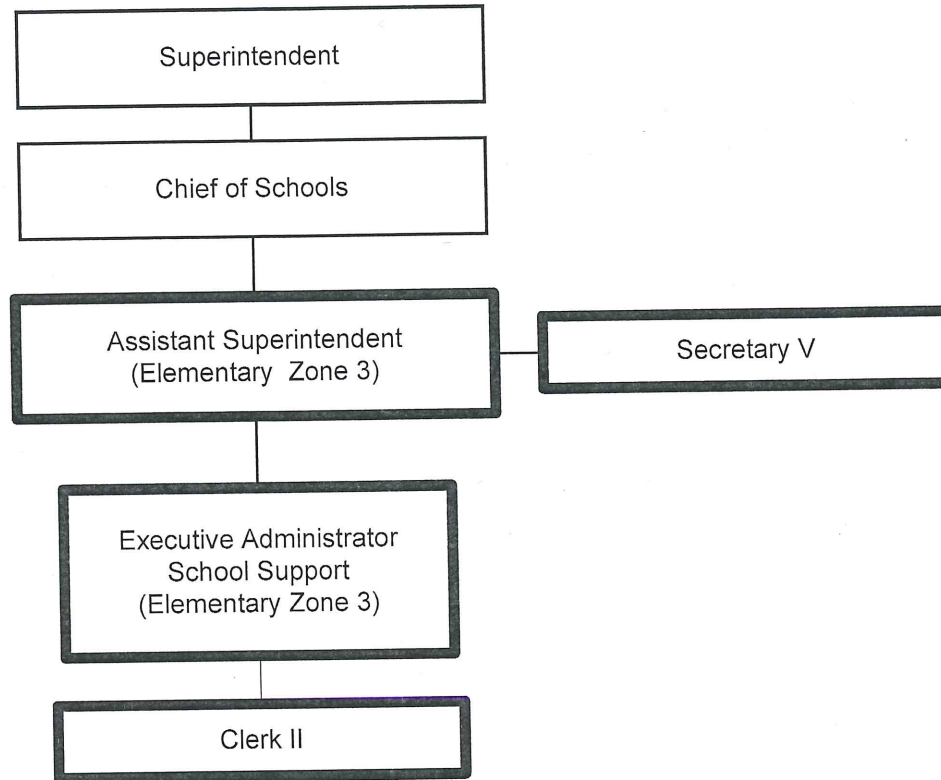 Superintendent
Chief of Schools
Assistant Superintendent
(Elementary Zone 3)
Secretary V
Executive Administrator
School Support
(Elementary Zone 3)
Clerk II